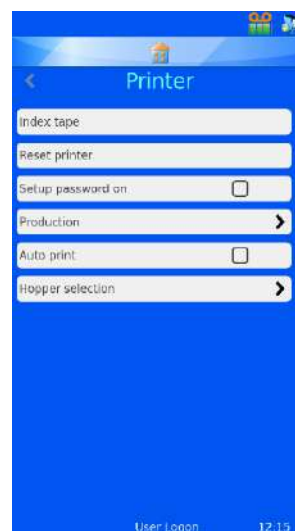 Printer
Index tape
Reset printer
Setup password on
Production
Auto print
Hopper selection
User Logon 12:15